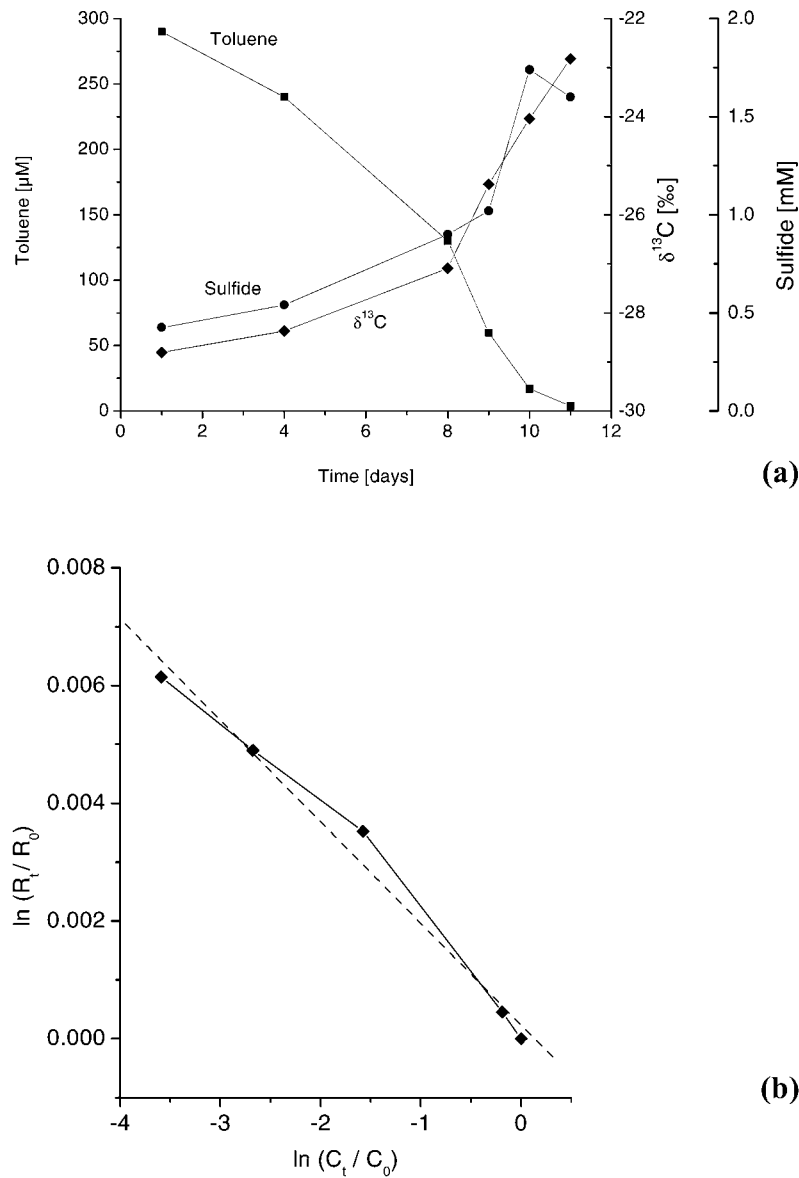 300
250
200
150
100
50
0
Toluene [µM]
Toluene
Sulfide
δ¹³C
0 2 4 6 8 10 12
Time [days]
-22
-24
-26
-28
-30
δ¹³C [‰]
2.0
1.5
1.0
0.5
0.0
Sulfide [mM]
(a)
0.008
0.006
0.004
0.002
0.000
ln (Rₜ / R₀)
-4 -3 -2 -1 0
ln (Cₜ / C₀)
(b)